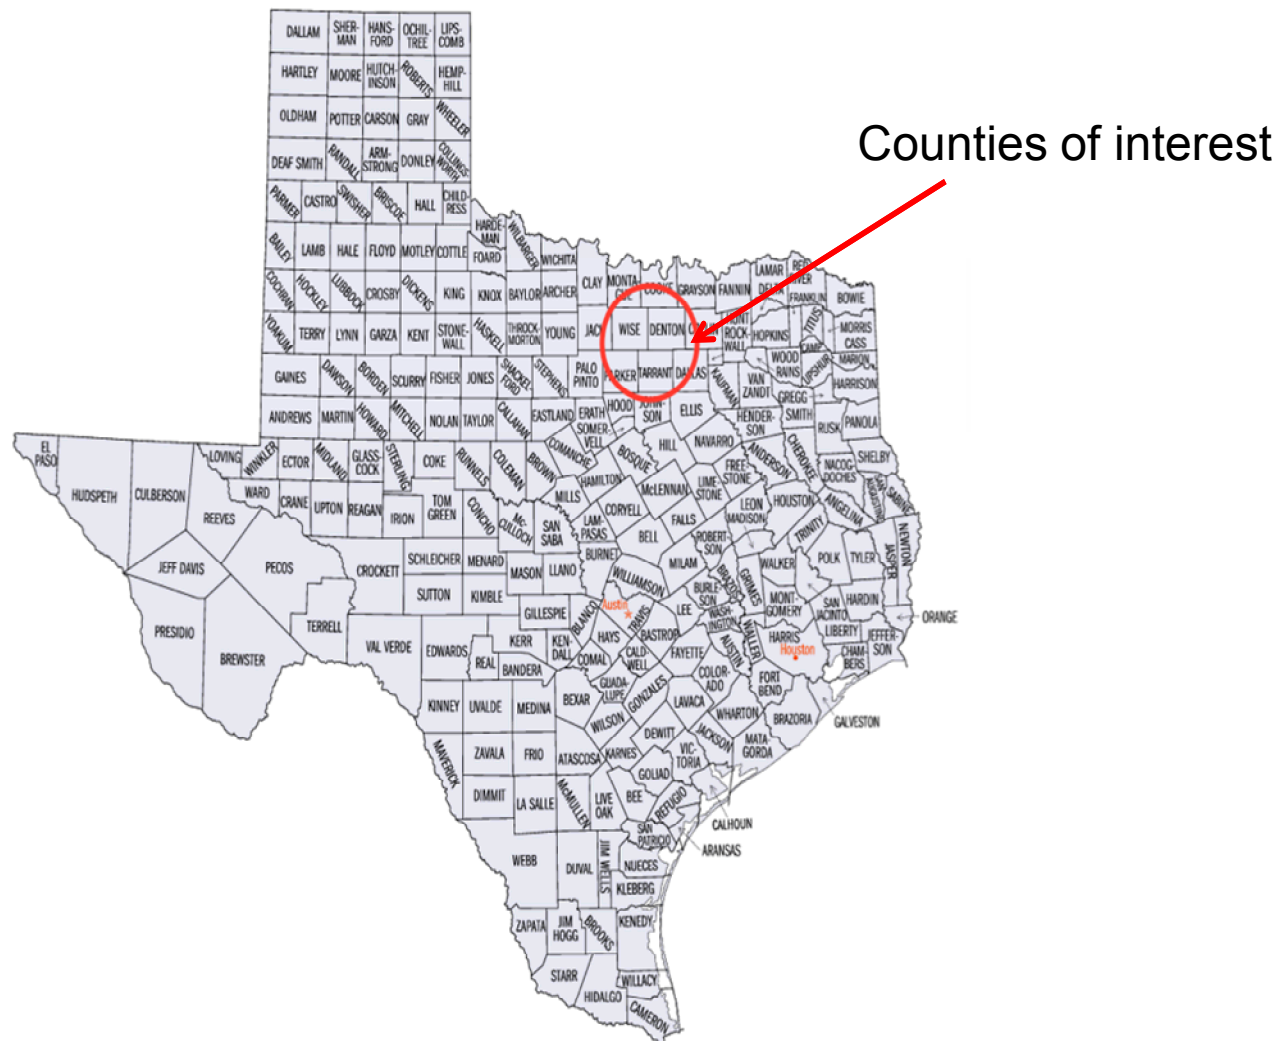 Counties of interest
DALLAM
SHER-
MAN
HANS-
FORD
OCHIL-
TREE
LIPS-
COMB
HARTLEY
MOORE
HUTCH-
INSON
ROBERTS
HEMP-
HILL
OLDHAM
POTTER
CARSON
GRAY
WHEELER
DEAF SMITH
RANDALL
ARM-
STRONG
DONLEY
COLLINGS-
WORTH
PARMER
CASTRO
SWISHER
BRISCOE
HALL
CHILD-
RESS
HARDE-
MAN
BAILEY
LAMB
HALE
FLOYD
MOTLEY
COTTLE
FOARD
WILBARGER
WICHITA
CLAY
MONTA-
COOKE
GRAYSON
FANNIN
LAMAR
RED
DELTA
FRANKLIN
BOWIE
COCHRAN
HOCKLEY
LUBBOCK
CROSBY
DICKENS
KING
KNOX
BAYLOR
ARCHER
YOAKUM
TERRY
LYNN
GARZA
KENT
STONE-
WALL
HASKELL
THROCK-
MORTON
YOUNG
WISE
DENTON
ROCK-
WALL
HOPKINS
TITUS
CAMP
MORRIS
CASS
MARION
GAINES
DAWSON
BORDEN
SCURRY
FISHER
JONES
SHACKEL-
FORD
STEPHENS
PALO
PINTO
PARKER
TARRANT
DALLAS
KAUFMAN
VAN
ZANDT
WOOD
RAINS
UPSHUR
GREGG
HARRISON
ANDREWS
MARTIN
HOWARD
MITCHELL
NOLAN
TAYLOR
CALLAHAN
EASTLAND
ERATH
HOOD
JOHN-
SON
ELLIS
HENDER-
SON
SMITH
RUSK
PANOLA
SOMER-
VELL
EL
PASO
HUDSPETH
CULBERSON
REEVES
LOVING
WINKLER
ECTOR
MIDLAND
GLASS-
COCK
STERLING
COKE
RUNNELS
COLEMAN
BROWN
COMANCHE
BOSQUE
HILL
NAVARRO
ANDERSON
CHEROKEE
NACOG-
DOCHES
SHELBY
WARD
CRANE
UPTON
REAGAN
IRION
TOM
GREEN
CONCHO
MC-
CULLOCH
SAN
SABA
MILLS
HAMILTON
McLENNAN
LIME-
STONE
FREE-
STONE
LEON
HOUSTON
ANGELINA
SAN
AUGUSTINE
SABINE
CORYELL
LAM-
PASAS
BELL
FALLS
ROBERT-
SON
MADISON
TRINITY
NEWTON
JASPER
JEFF DAVIS
PECOS
CROCKETT
SCHLEICHER
MENARD
MASON
LLANO
BURNET
WILLIAMSON
MILAM
BRAZOS
GRIMES
WALKER
POLK
TYLER
SUTTON
KIMBLE
GILLESPIE
BLANCO
Austin
TRAVIS
LEE
BURLE-
SON
WASH-
INGTON
MONT-
GOMERY
SAN
JACINTO
HARDIN
ORANGE
PRESIDIO
BREWSTER
TERRELL
VAL VERDE
EDWARDS
REAL
KERR
BANDERA
KEN-
DALL
HAYS
COMAL
CALD-
WELL
BASTROP
FAYETTE
AUSTIN
WALLER
HARRIS
Houston
LIBERTY
CHAM-
BERS
JEFFER-
SON
KINNEY
UVALDE
MEDINA
BEXAR
GUADA-
LUPE
GONZALES
COLOR-
ADO
FORT
BEND
LAVACA
WHARTON
BRAZORIA
GALVESTON
WILSON
DEWITT
JACKSON
MATA-
GORDA
MAVERICK
ZAVALA
FRIO
ATASCOSA
KARNES
VIC-
TORIA
GOLIAD
DIMMIT
LA SALLE
McMULLEN
LIVE
OAK
BEE
REFUGIO
CALHOUN
SAN
PATRICIO
ARANSAS
WEBB
DUVAL
JIM WELLS
NUECES
KLEBERG
ZAPATA
JIM
HOGG
BROOKS
KENEDY
STARR
HIDALGO
WILLACY
CAMERON